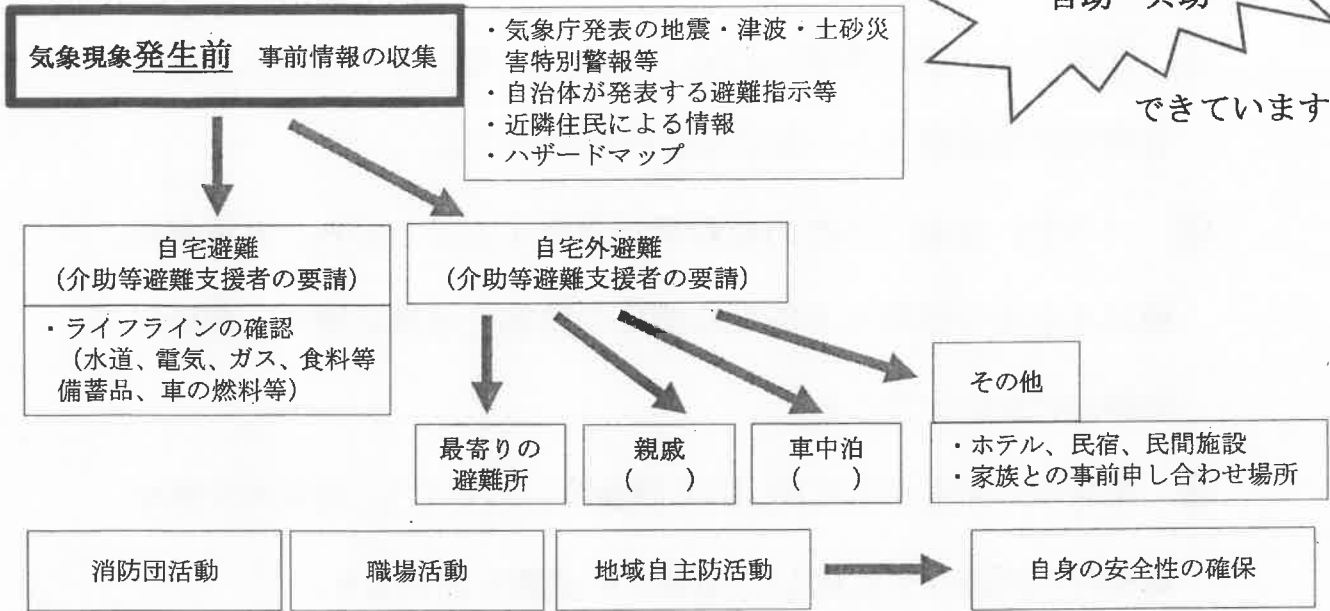 気象現象発生前 事前情報の収集
・気象庁発表の地震・津波・土砂災
害特別警報等
・自治体が発表する避難指示等
・近隣住民による情報
・ハザードマップ
できています
自宅避難
(介助等避難支援者の要請)
・ライフラインの確認
(水道、電気、ガス、食料等
備蓄品、車の燃料等)
自宅外避難
(介助等避難支援者の要請)
最寄りの
避難所
親戚
(  )
車中泊
(  )
その他
・ホテル、民宿、民間施設
・家族との事前申し合わせ場所
消防団活動
職場活動
地域自主防活動
自身の安全性の確保